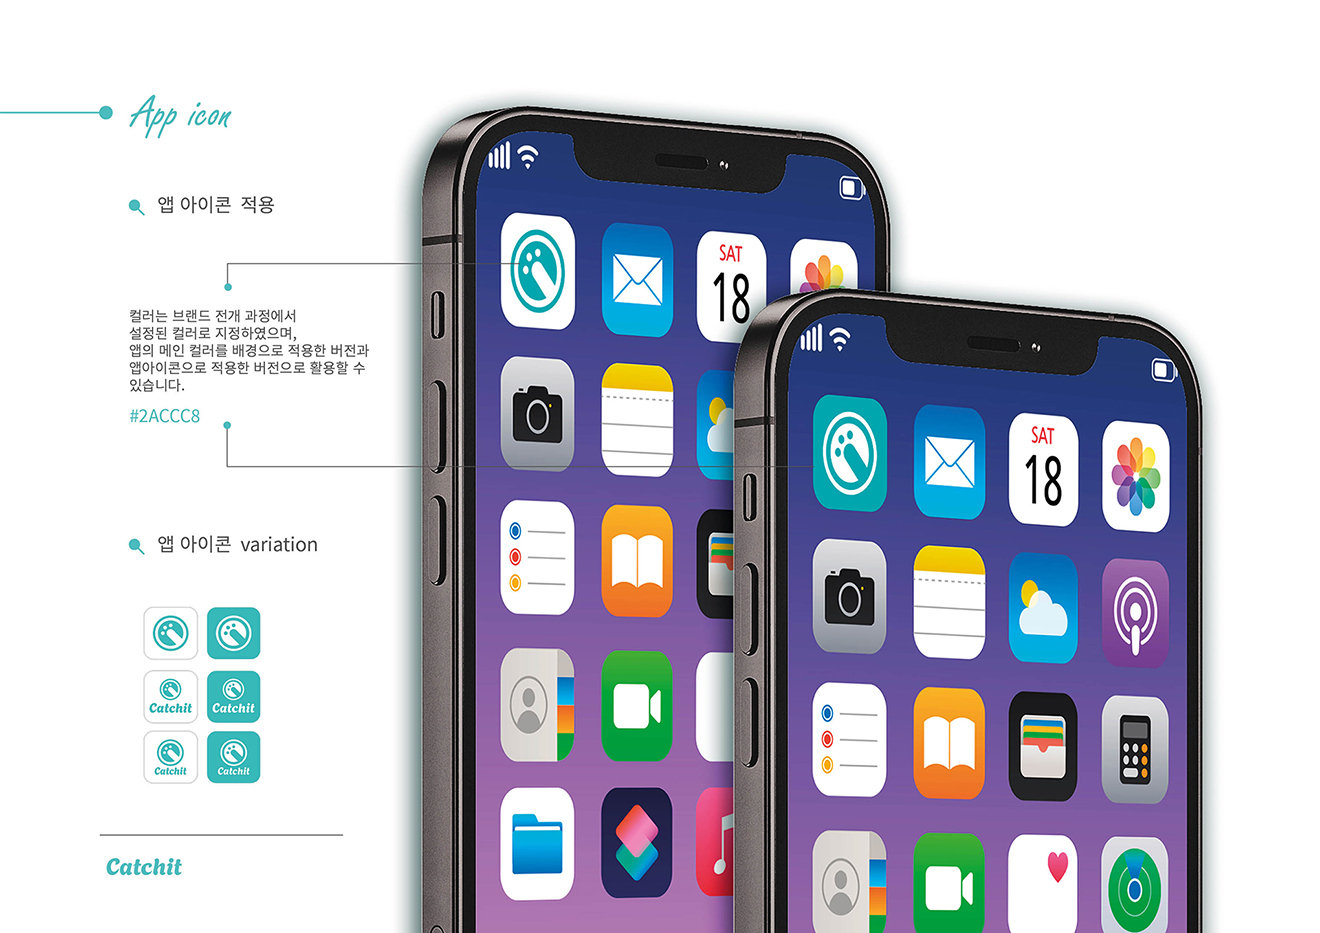 App icon
앱 아이콘 적용
컬러는 브랜드 전개 과정에서
설정된 컬러로 지정하였으며,
앱의 메인 컬러를 배경으로 적용한 버전과
앱아이콘으로 적용한 버전으로 활용할 수
있습니다.
#2ACCC8
앱 아이콘 variation
Catchit
Catchit
Catchit
Catchit
Catchit
SAT
18
SAT
18